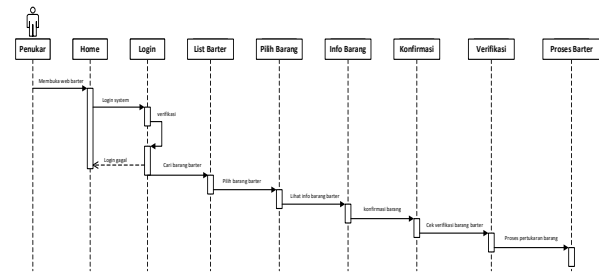 Penukar
Home
Login
List Barter
Pilih Barang
Info Barang
Konfirmasi
Verifikasi
Proses Barter
Membuka web barter
Login system
verifikasi
Login gagal
Cari barang barter
Pilih barang barter
Lihat info barang barter
konfirmasi barang
Cek verifikasi barang barter
Proses pertukaran barang